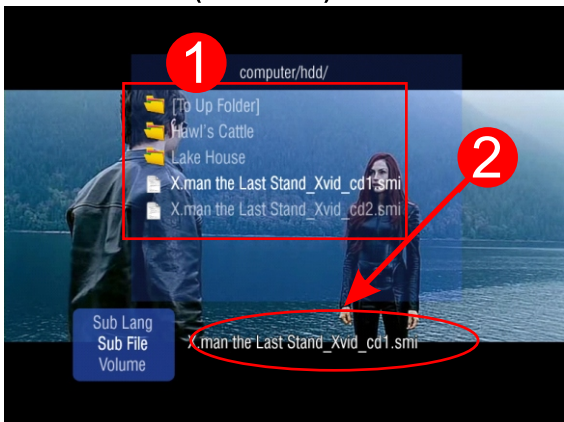 1
computer/hdd/
[To Up Folder]
Hawl's Cattle
Lake House
X.man the Last Stand_Xvid_cd1.smi
X.man the Last Stand_Xvid_cd2.smi
2
Sub Lang
Sub File
Volume
X.man the Last Stand_Xvid_cd1.smi